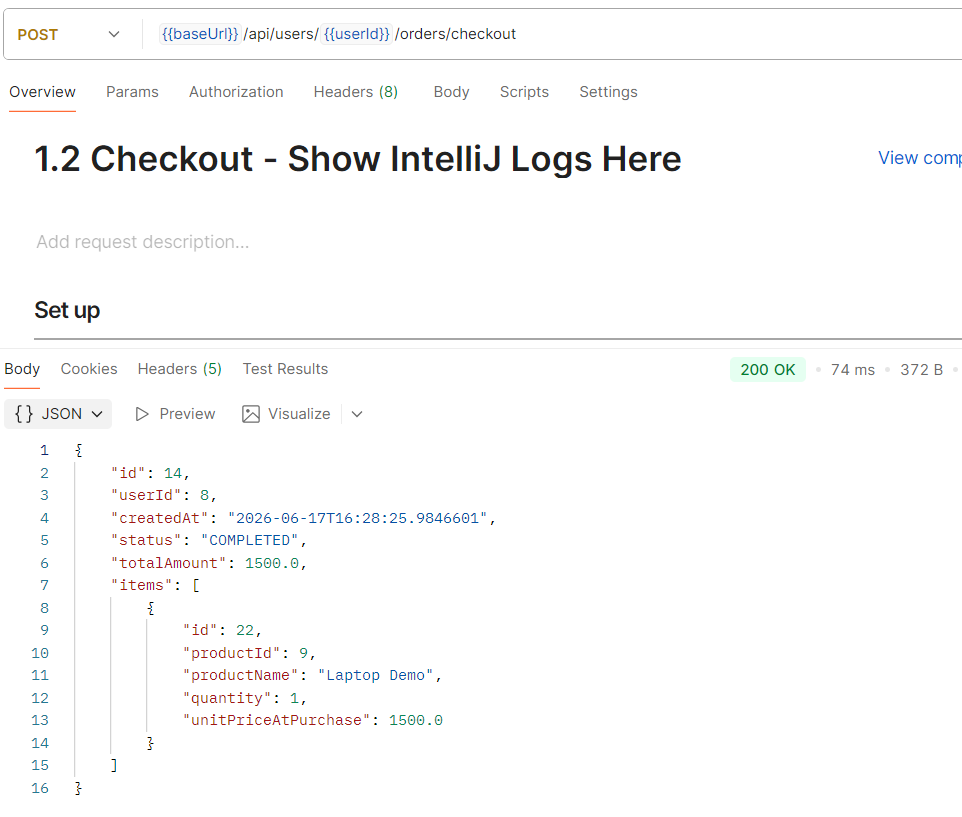 POST {{baseUrl}} /api/users/ {{userId}} /orders/checkout
Overview Params Authorization Headers (8) Body Scripts Settings
1.2 Checkout - Show IntelliJ Logs Here
View comp
Add request description...
Set up
Body Cookies Headers (5) Test Results 200 OK • 74 ms • 372 B •
{} JSON Preview Visualize
1 {
2 "id": 14,
3 "userId": 8,
4 "createdAt": "2026-06-17T16:28:25.9846601",
5 "status": "COMPLETED",
6 "totalAmount": 1500.0,
7 "items": [
8 {
9 "id": 22,
10 "productId": 9,
11 "productName": "Laptop Demo",
12 "quantity": 1,
13 "unitPriceAtPurchase": 1500.0
14 }
15 ]
16 }